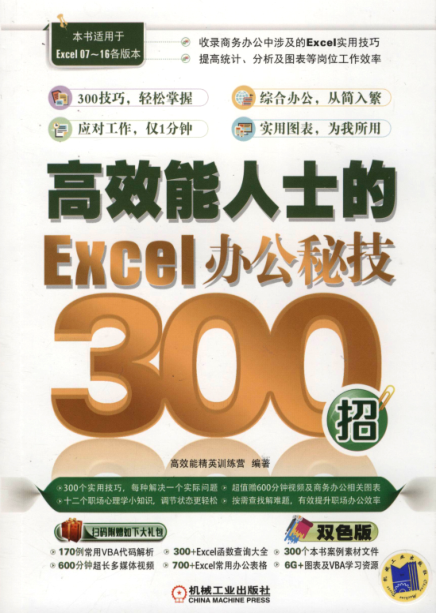 本书适用于
Excel 07~16各版本
收录商务办公中涉及的Excel实用技巧
提高统计、分析及图表等岗位工作效率
300技巧，轻松掌握
综合办公，从简入繁
应对工作，仅1分钟
实用图表，为我所用
高效能人士的
Excel办公秘技
300
招
高效能精英训练营 编著
300个实用技巧，每种解决一个实际问题
超值赠600分钟视频及商务办公相关图表
十二个职场心理学小知识，调节状态更轻松
按需查找解难题，有效提升职场办公效率
扫码附赠如下大礼包
双色版
170例常用VBA代码解析
300+Excel函数查询大全
300个本书案例素材文件
600分钟超长多媒体视频
700+Excel常用办公表格
6G+图表及VBA学习资源
机械工业出版社
CHINA MACHINE PRESS